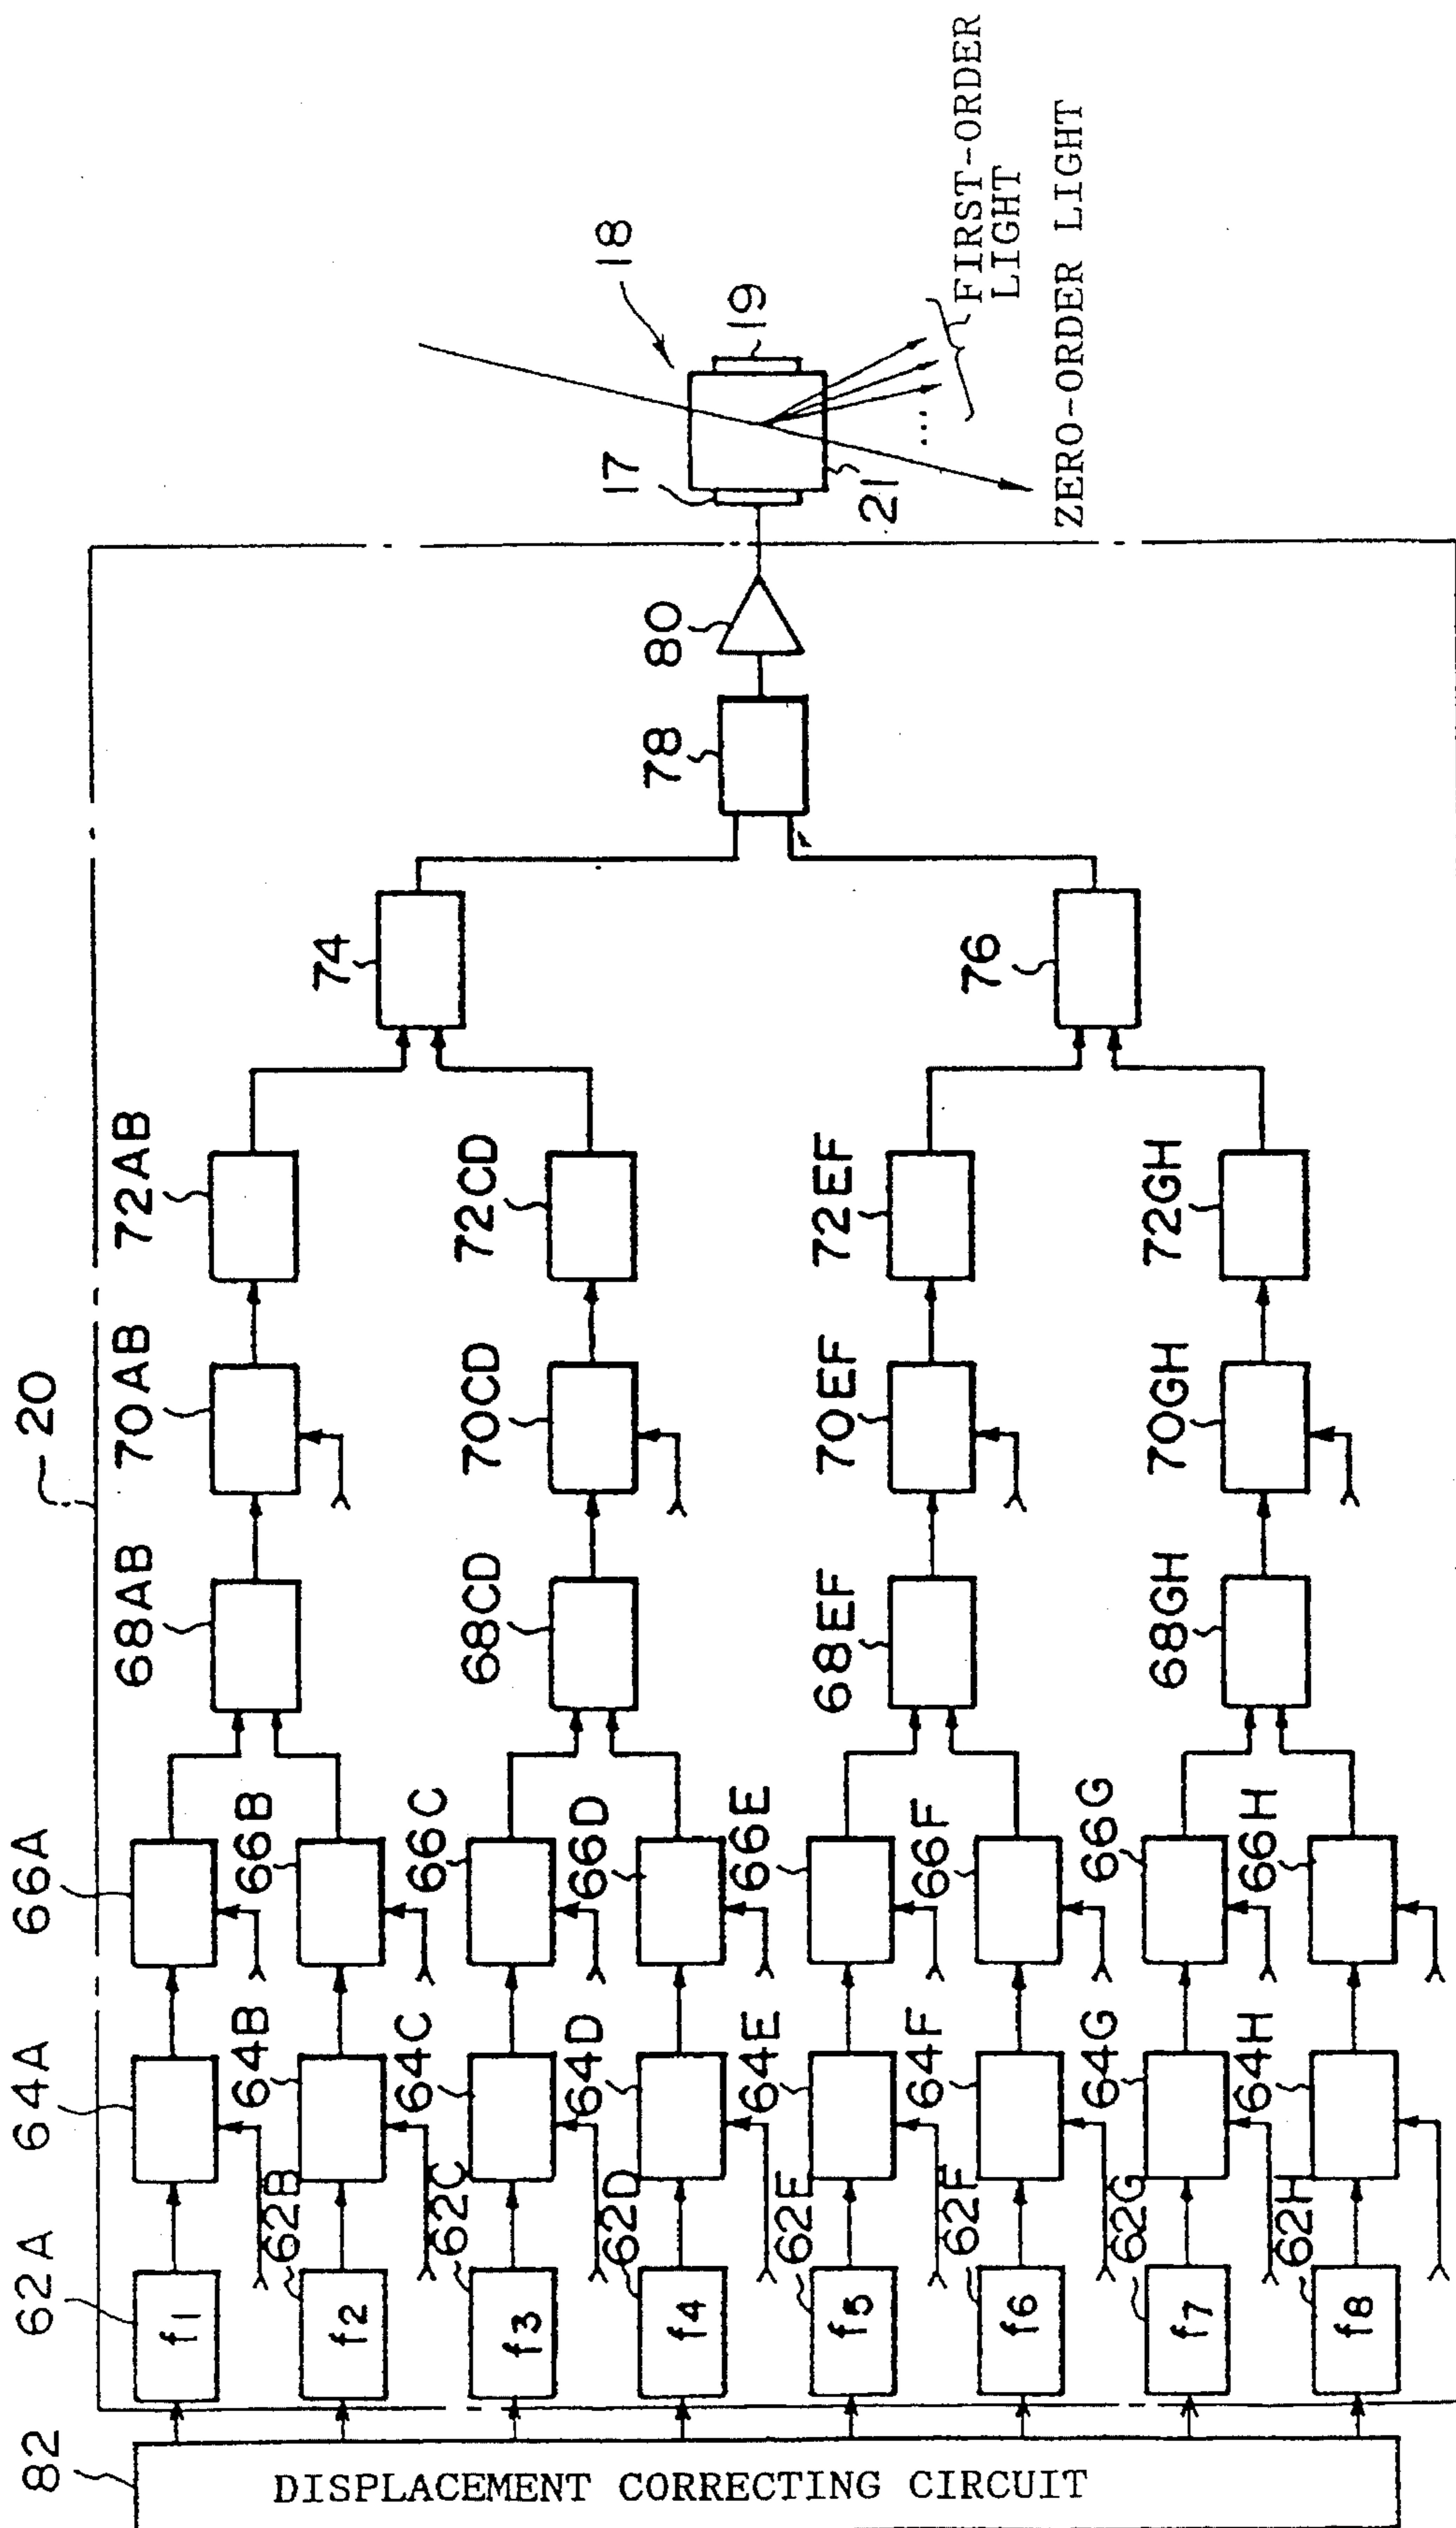 20
82
62A
64A
66A
68AB
70AB
72AB
74
f1
62B
64B
66B
f2
62C
64C
66C
68CD
70CD
72CD
f3
62D
64D
66D
f4
78
80
17
18
19
21
62E
64E
66E
68EF
70EF
72EF
76
f5
62F
64F
66F
f6
62G
64G
66G
68GH
70GH
72GH
f7
62H
64H
66H
f8
DISPLACEMENT CORRECTING CIRCUIT
...
FIRST-ORDER
LIGHT
ZERO-ORDER LIGHT